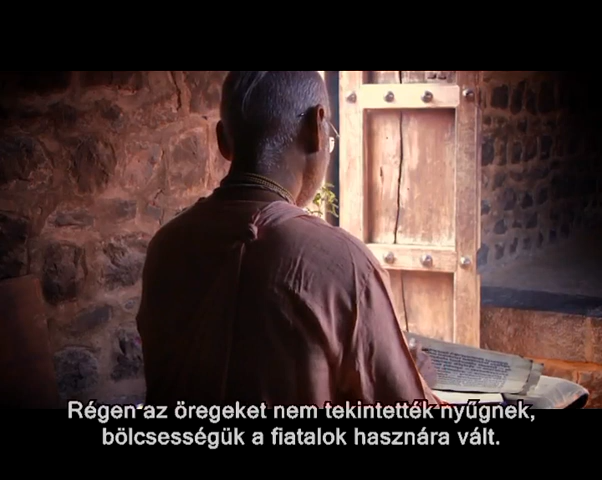 Régen az öregeket nem tekintették nyűgnek,
bölcsességük a fiatalok hasznára vált.